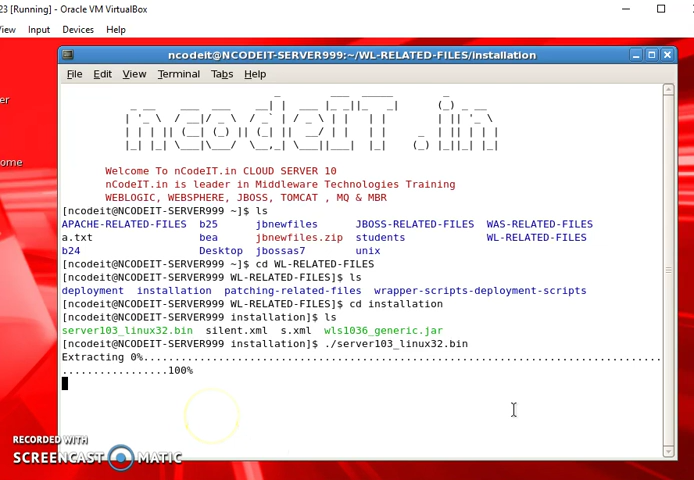 23 [Running] - Oracle VM VirtualBox
View Input Devices Help
ncodeit@NCODEIT-SERVER999:~/WL-RELATED-FILES/installation
File Edit View Terminal Tabs Help
ncodeIT.in
Welcome To nCodeIT.in CLOUD SERVER 10
nCodeIT.in is leader in Middleware Technologies Training
WEBLOGIC, WEBSPHERE, JBOSS, TOMCAT , MQ & MBR
[ncodeit@NCODEIT-SERVER999 ~]$ ls
APACHE-RELATED-FILES b25 jbnewfiles JBOSS-RELATED-FILES WAS-RELATED-FILES
a.txt bea jbnewfiles.zip students WL-RELATED-FILES
b24 Desktop jbossas7 unix
[ncodeit@NCODEIT-SERVER999 ~]$ cd WL-RELATED-FILES
[ncodeit@NCODEIT-SERVER999 WL-RELATED-FILES]$ ls
deployment installation patching-related-files wrapper-scripts-deployment-scripts
[ncodeit@NCODEIT-SERVER999 WL-RELATED-FILES]$ cd installation
[ncodeit@NCODEIT-SERVER999 installation]$ ls
server103_linux32.bin silent.xml s.xml wls1036_generic.jar
[ncodeit@NCODEIT-SERVER999 installation]$ ./server103_linux32.bin
Extracting 0%....................................................................................
.................100%
RECORDED WITH
SCREENCAST MATIC